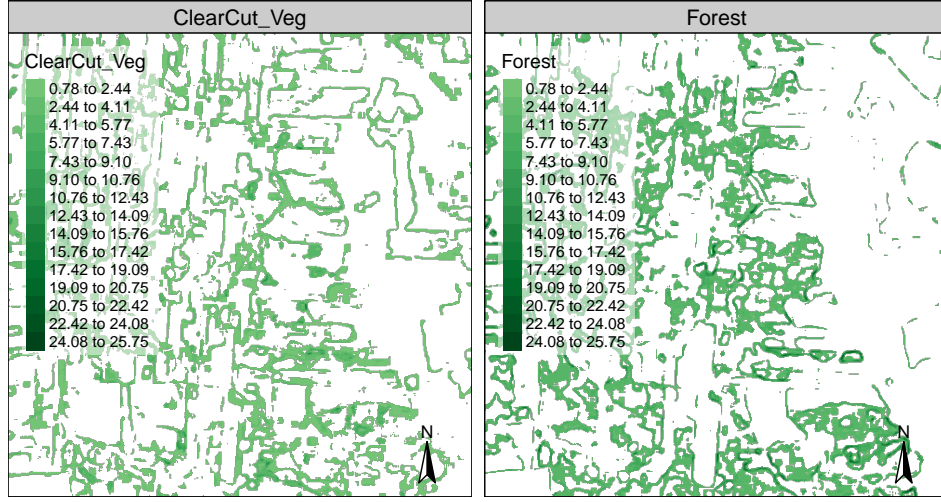 ClearCut_Veg
ClearCut_Veg
0.78 to 2.44
2.44 to 4.11
4.11 to 5.77
5.77 to 7.43
7.43 to 9.10
9.10 to 10.76
10.76 to 12.43
12.43 to 14.09
14.09 to 15.76
15.76 to 17.42
17.42 to 19.09
19.09 to 20.75
20.75 to 22.42
22.42 to 24.08
24.08 to 25.75
N
Forest
Forest
0.78 to 2.44
2.44 to 4.11
4.11 to 5.77
5.77 to 7.43
7.43 to 9.10
9.10 to 10.76
10.76 to 12.43
12.43 to 14.09
14.09 to 15.76
15.76 to 17.42
17.42 to 19.09
19.09 to 20.75
20.75 to 22.42
22.42 to 24.08
24.08 to 25.75
N